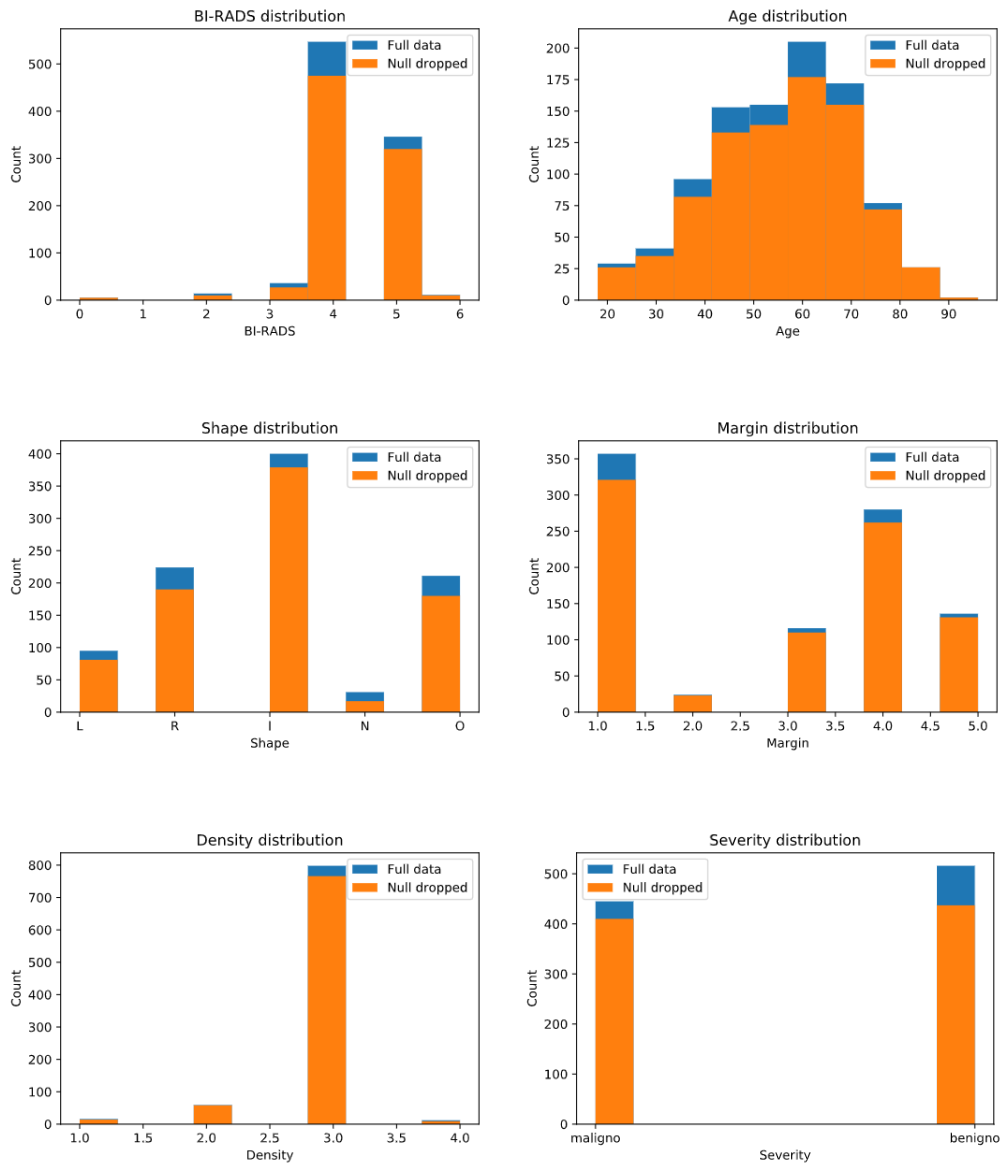 BI-RADS distribution
Full data
Null dropped
500
400
300
200
100
0
Count
0 1 2 3 4 5 6
BI-RADS
Age distribution
Full data
Null dropped
200
175
150
125
100
75
50
25
0
Count
20 30 40 50 60 70 80 90
Age
Shape distribution
Full data
Null dropped
400
350
300
250
200
150
100
50
0
Count
L R I N O
Shape
Margin distribution
Full data
Null dropped
350
300
250
200
150
100
50
0
Count
1.0 1.5 2.0 2.5 3.0 3.5 4.0 4.5 5.0
Margin
Density distribution
Full data
Null dropped
800
700
600
500
400
300
200
100
0
Count
1.0 1.5 2.0 2.5 3.0 3.5 4.0
Density
Severity distribution
Full data
Null dropped
500
400
300
200
100
0
Count
maligno benigno
Severity